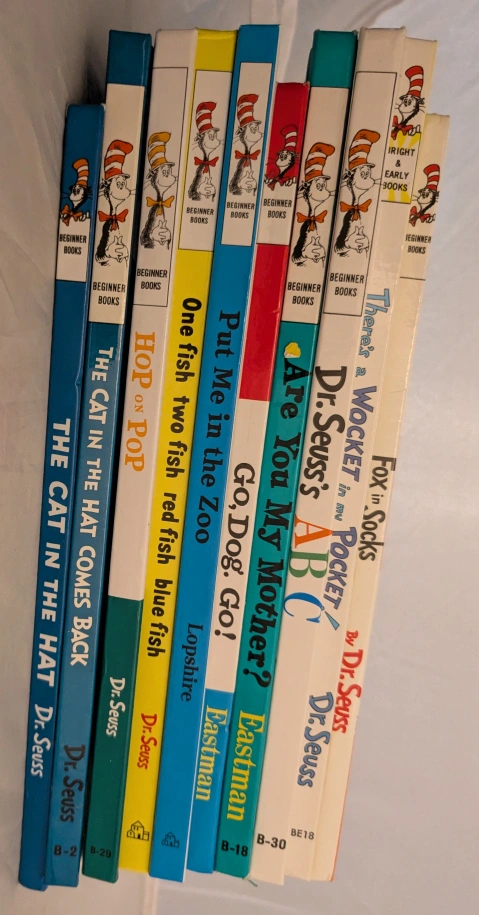 BEGINNER
BOOKS
THE CAT IN THE HAT Dr. Seuss
BEGINNER
BOOKS
THE CAT IN THE HAT COMES BACK
Dr. Seuss
B-2
BEGINNER
BOOKS
HOP ON POP
Dr. Seuss
B-29
BEGINNER
BOOKS
One fish two fish red fish blue fish
Dr. Seuss
BEGINNER
BOOKS
Put Me in the Zoo
Lopshire
BEGINNER
BOOKS
Go, Dog. Go!
Eastman
BEGINNER
BOOKS
Are You My Mother?
Eastman
B-18
BEGINNER
BOOKS
Dr. Seuss's ABC
B-30
BRIGHT
&
EARLY
BOOKS
There's a WOCKET in my POCKET!
Dr. Seuss
BE18
BEGINNER
BOOKS
Fox in Socks
By Dr. Seuss